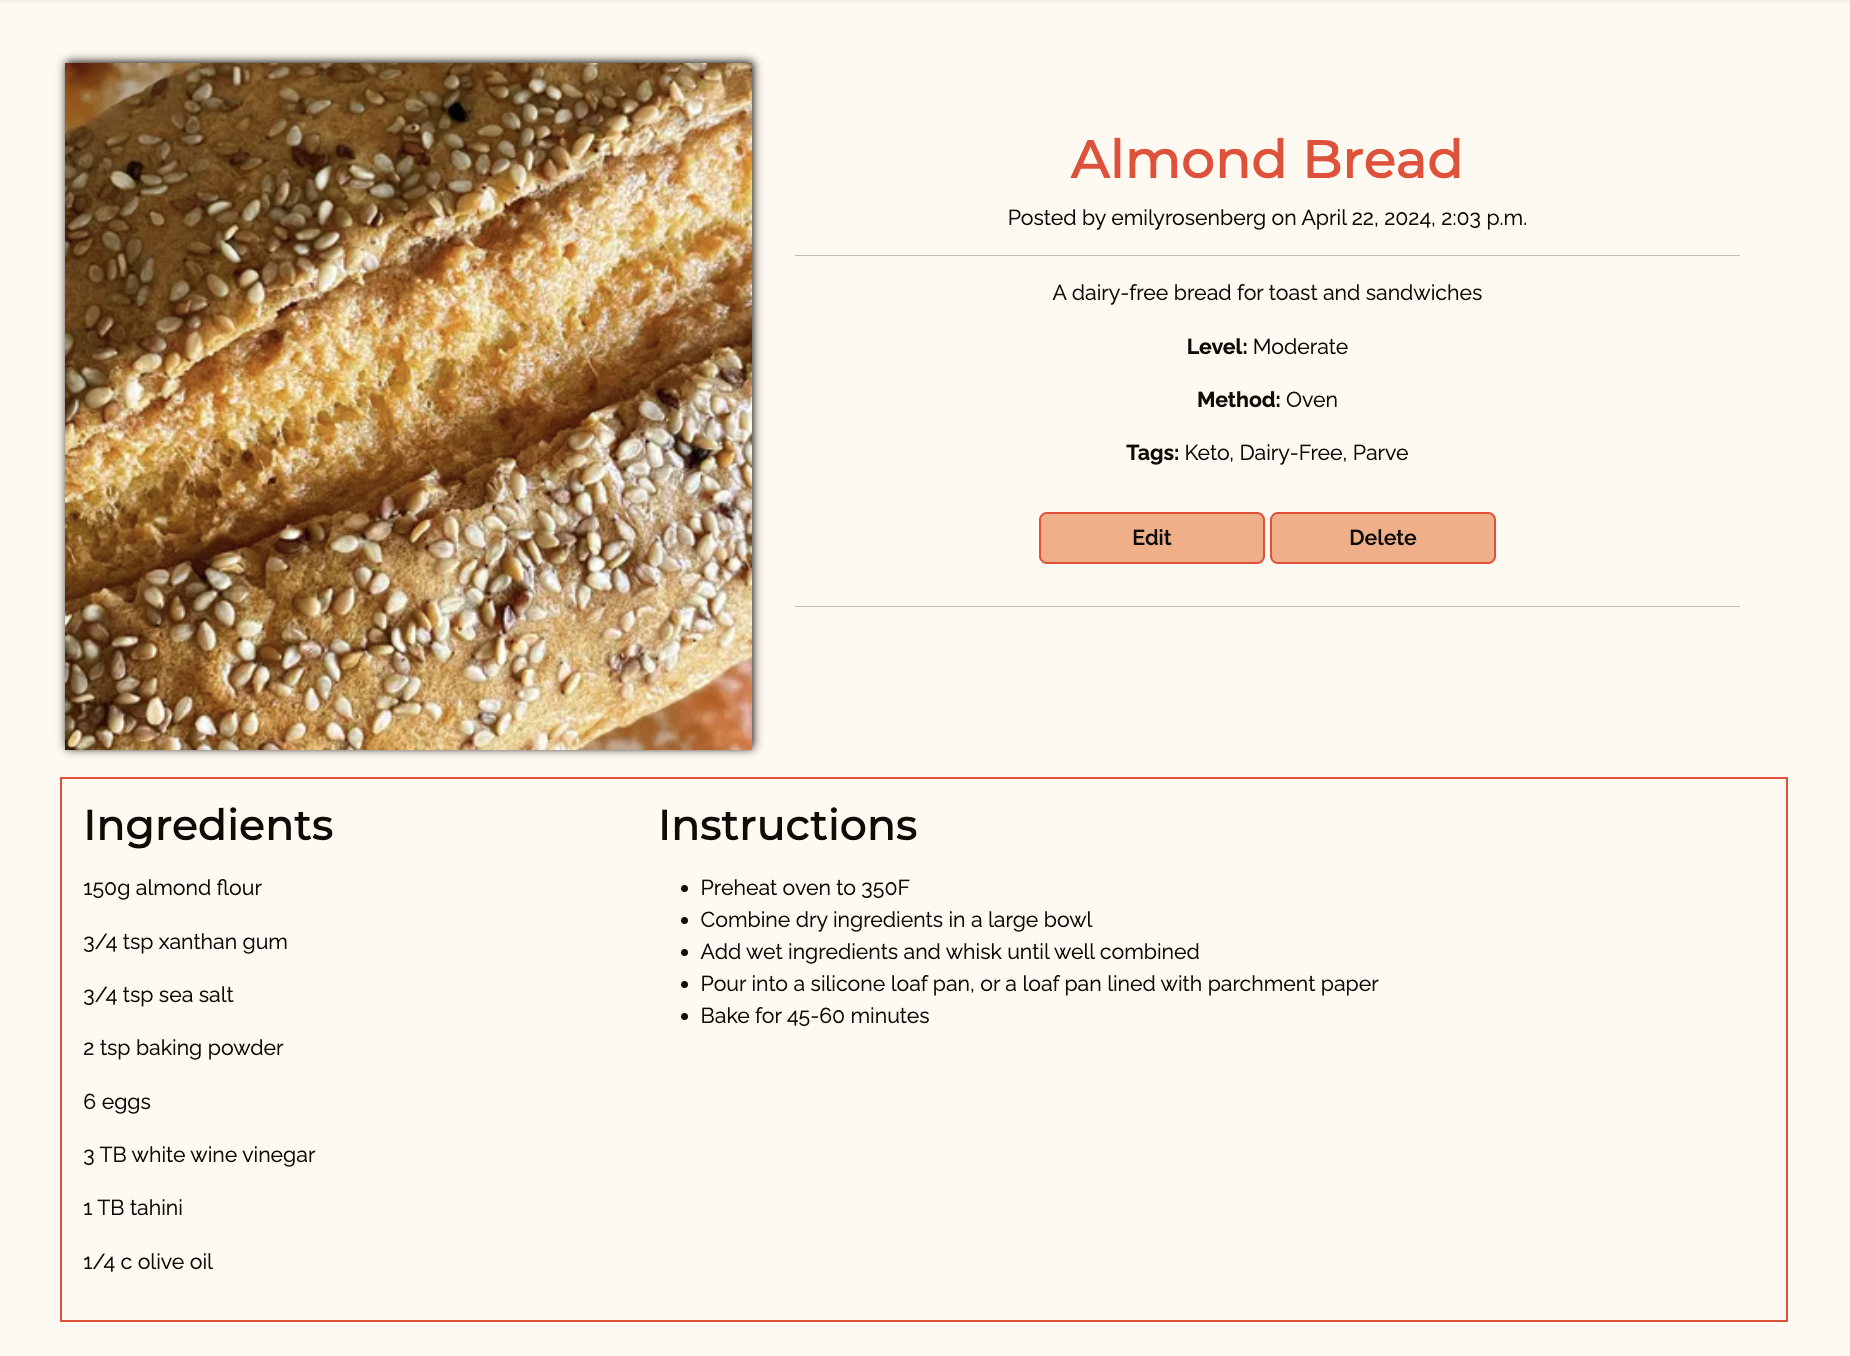 Almond Bread
Posted by emilyrosenberg on April 22, 2024, 2:03 p.m.
A dairy-free bread for toast and sandwiches
Level: Moderate
Method: Oven
Tags: Keto, Dairy-Free, Parve
Edit
Delete
Ingredients
150g almond flour
3/4 tsp xanthan gum
3/4 tsp sea salt
2 tsp baking powder
6 eggs
3 TB white wine vinegar
1 TB tahini
1/4 c olive oil
Instructions
• Preheat oven to 350F
• Combine dry ingredients in a large bowl
• Add wet ingredients and whisk until well combined
• Pour into a silicone loaf pan, or a loaf pan lined with parchment paper
• Bake for 45-60 minutes